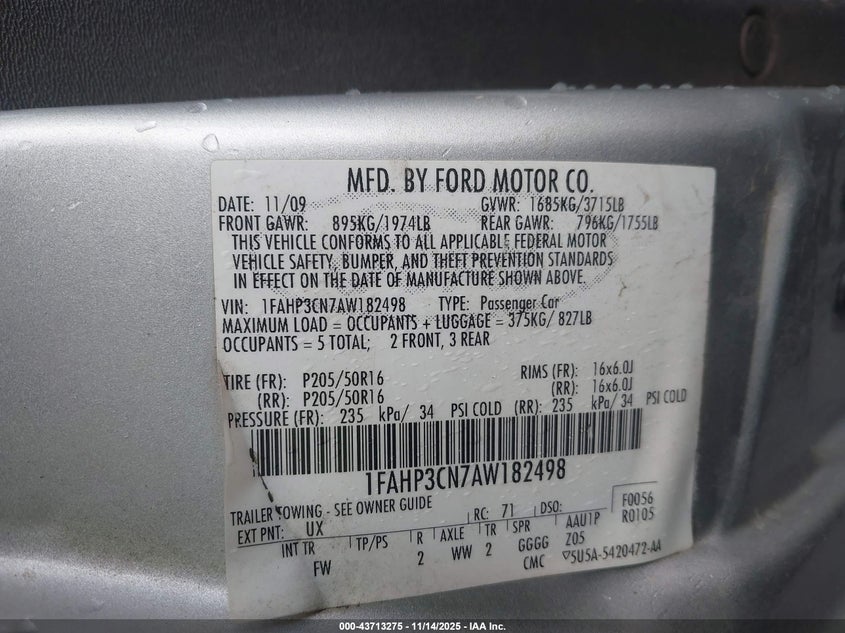 MFD. BY FORD MOTOR CO.
DATE: 11/09 GVWR: 1685KG/3715LB
FRONT GAWR: 895KG/1974LB REAR GAWR: 796KG/1755LB
THIS VEHICLE CONFORMS TO ALL APPLICABLE FEDERAL MOTOR
VEHICLE SAFETY, BUMPER, AND THEFT PREVENTION STANDARDS
IN EFFECT ON THE DATE OF MANUFACTURE SHOWN ABOVE.
VIN: 1FAHP3CN7AW182498 TYPE: Passenger Car
MAXIMUM LOAD = OCCUPANTS + LUGGAGE = 375KG/ 827LB
OCCUPANTS = 5 TOTAL; 2 FRONT, 3 REAR
TIRE (FR): P205/50R16 RIMS (FR): 16x6.0J
(RR): P205/50R16 (RR): 16x6.0J
PRESSURE (FR): 235 kPa/ 34 PSI COLD (RR): 235 kPa/ 34 PSI COLD
1FAHP3CN7AW182498
TRAILER TOWING - SEE OWNER GUIDE
EXT PNT: UX RC: 71 DSO: F0056
R0105
INT TR TP/PS R AXLE TR SPR AAU1P
FW 2 WW 2 GGGG Z05
CMC 5U5A-5420472-AA
000-43713275 - 11/14/2025 - IAA Inc.